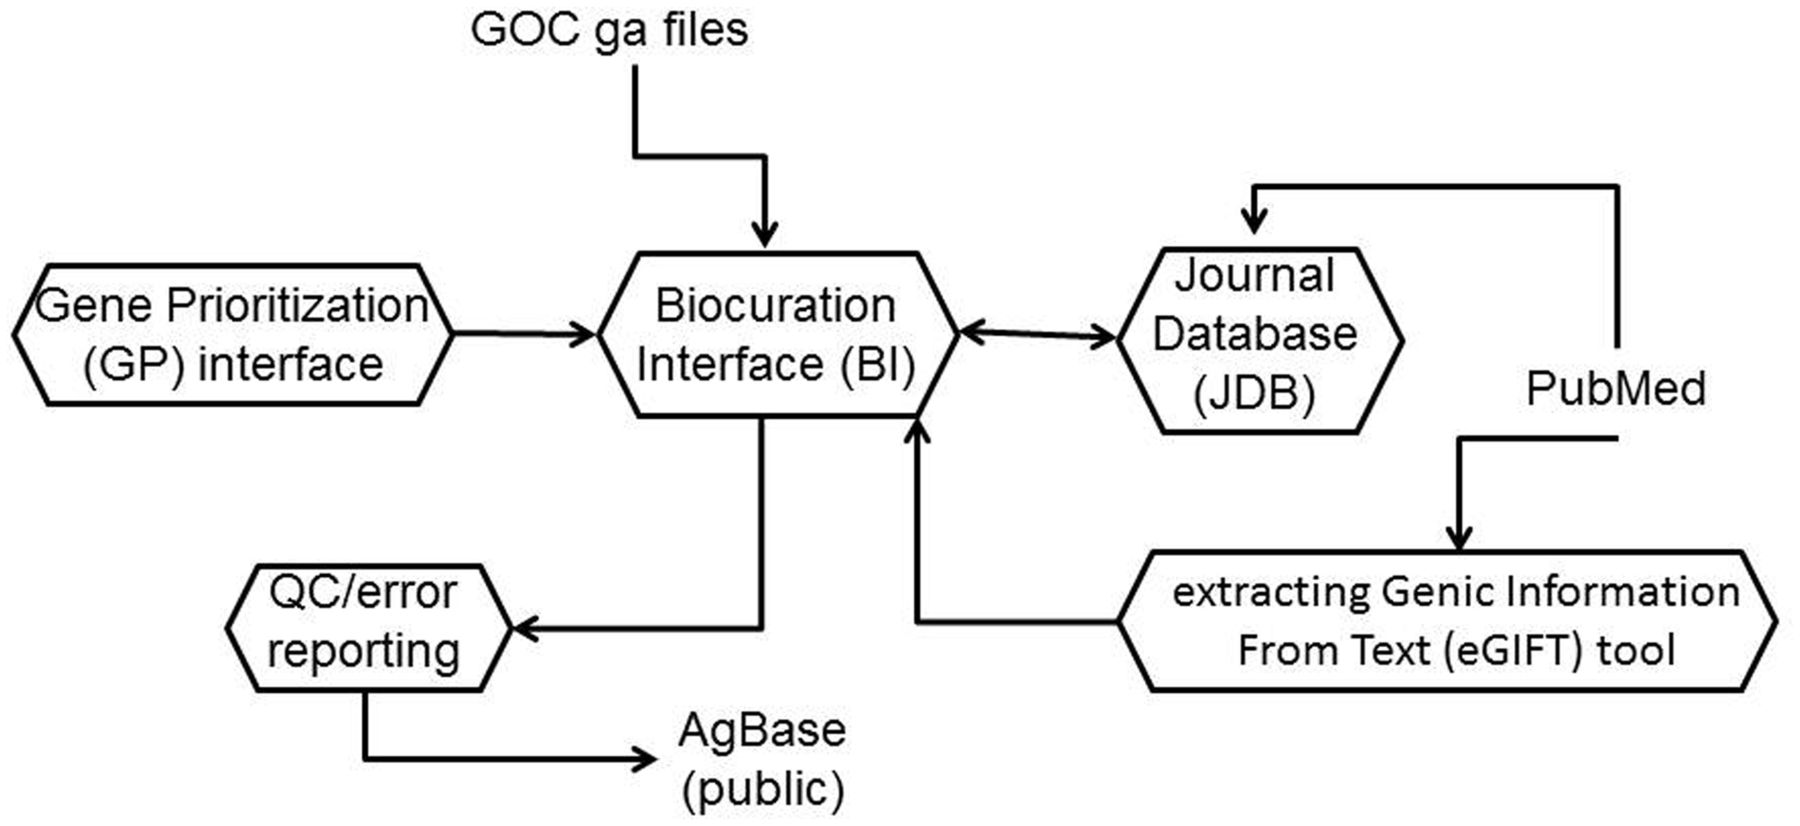 GOC ga files
Gene Prioritization
(GP) interface
Biocuration
Interface (BI)
Journal
Database
(JDB)
PubMed
QC/error
reporting
extracting Genic Information
From Text (eGIFT) tool
AgBase
(public)